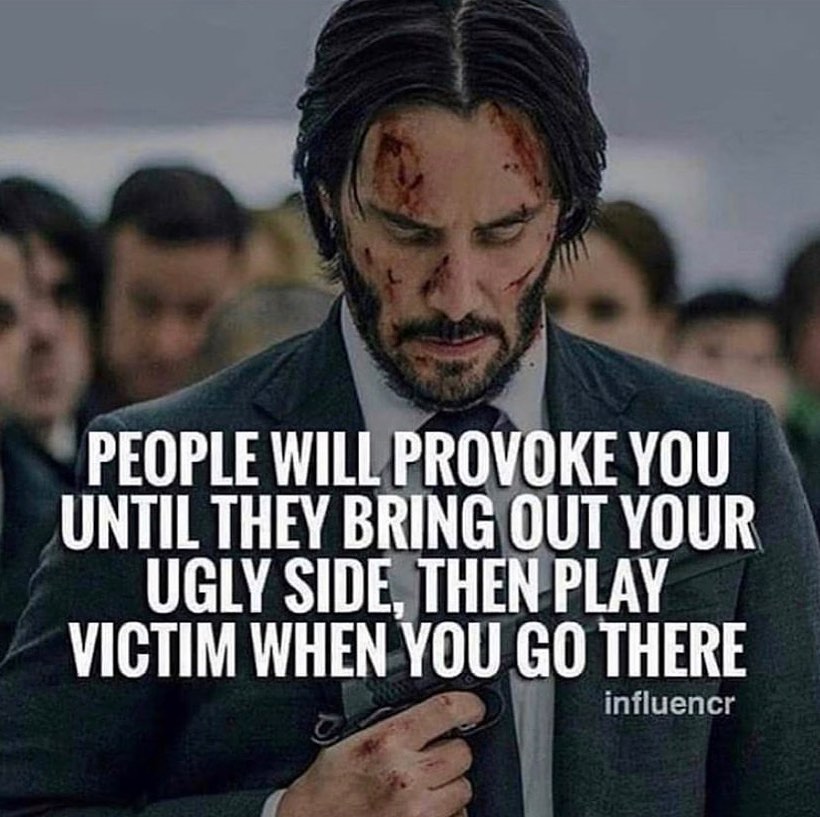 PEOPLE WILL PROVOKE YOU
UNTIL THEY BRING OUT YOUR
UGLY SIDE, THEN PLAY
VICTIM WHEN YOU GO THERE
influencr